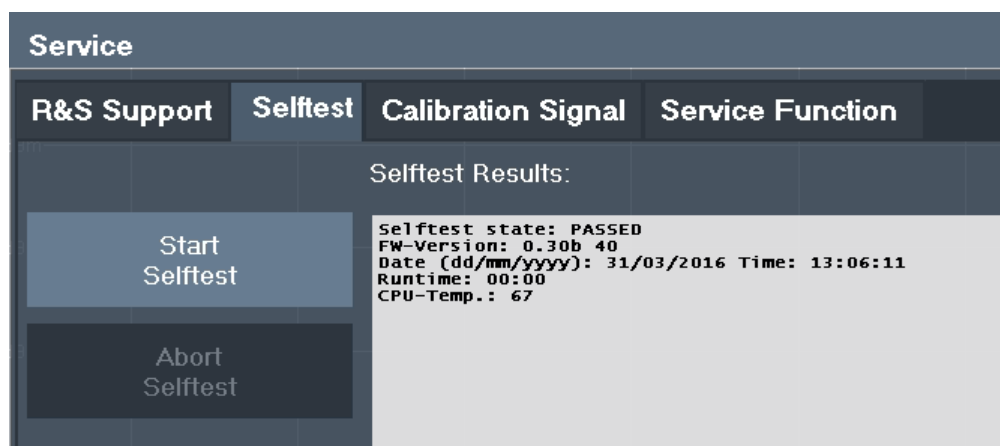 Service
R&S Support Selftest Calibration Signal Service Function
Selftest Results:
Start
Selftest
Abort
Selftest
Selftest state: PASSED
FW-Version: 0.30b 40
Date (dd/mm/yyyy): 31/03/2016 Time: 13:06:11
Runtime: 00:00
CPU-Temp.: 67